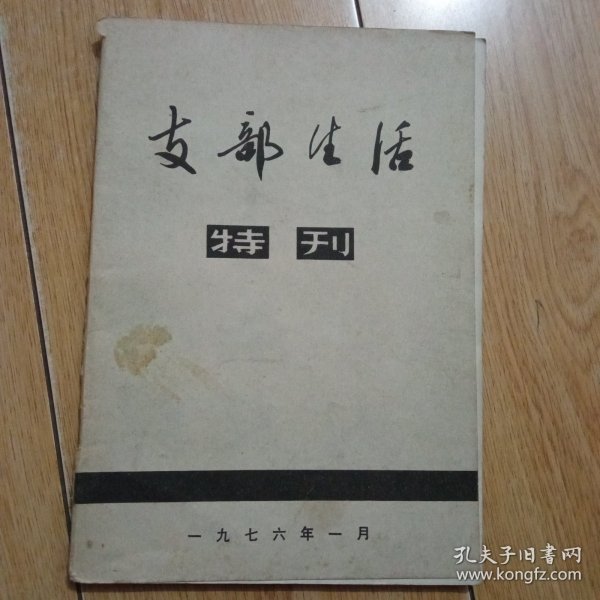 支部生活
特刊
一九七六年一月
孔夫子旧书网
www.kongfz.com